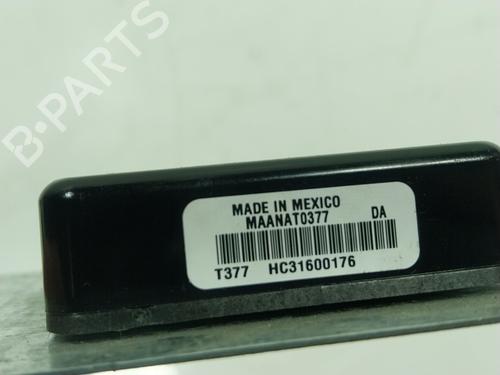 B-PARTS
MADE IN MEXICO
MAANAT0377 DA
T377 HC31600176